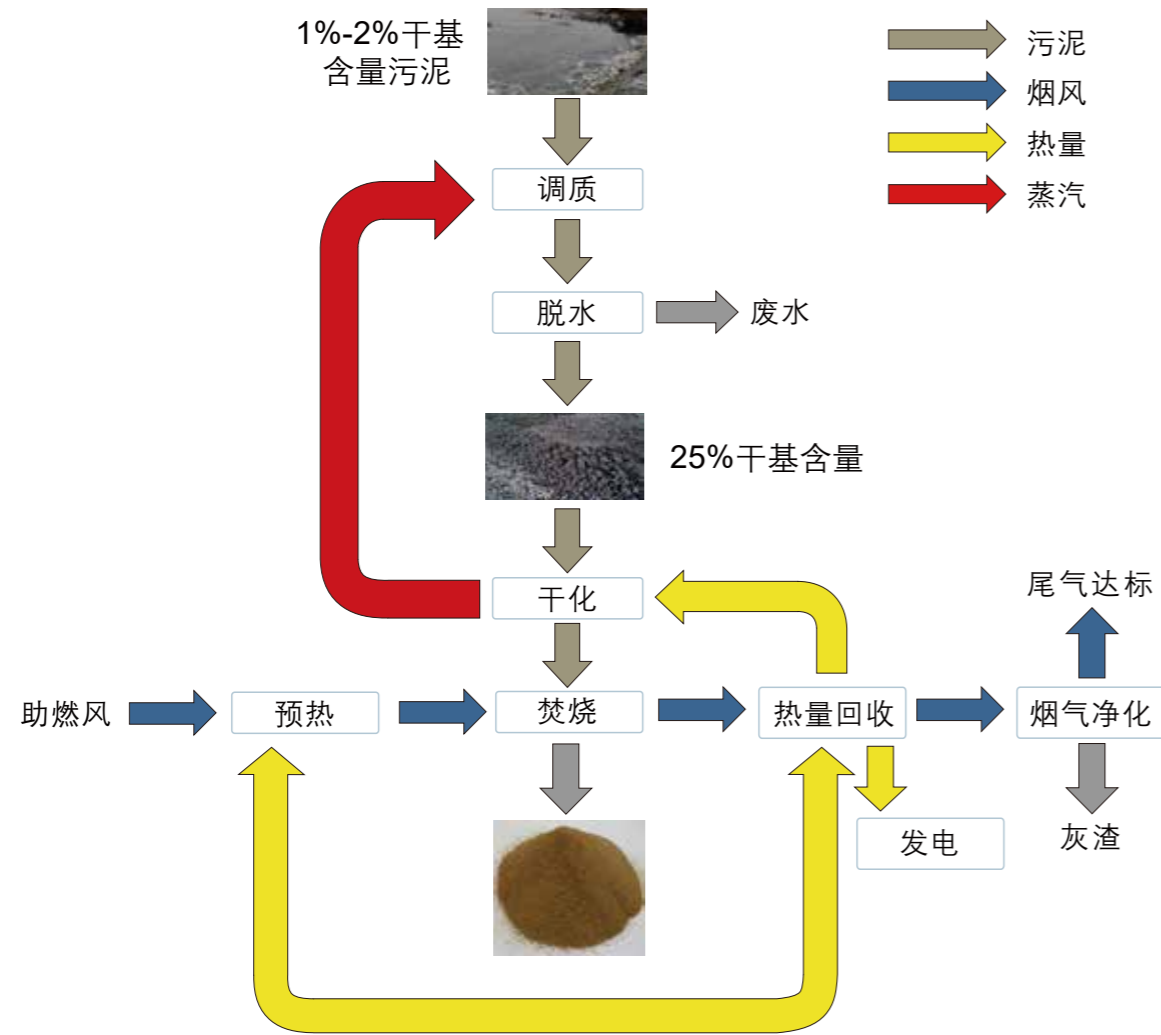 1%-2%干基
含量污泥
污泥
烟风
热量
蒸汽
调质
脱水
废水
25%干基含量
干化
尾气达标
助燃风
预热
焚烧
热量回收
烟气净化
发电
灰渣